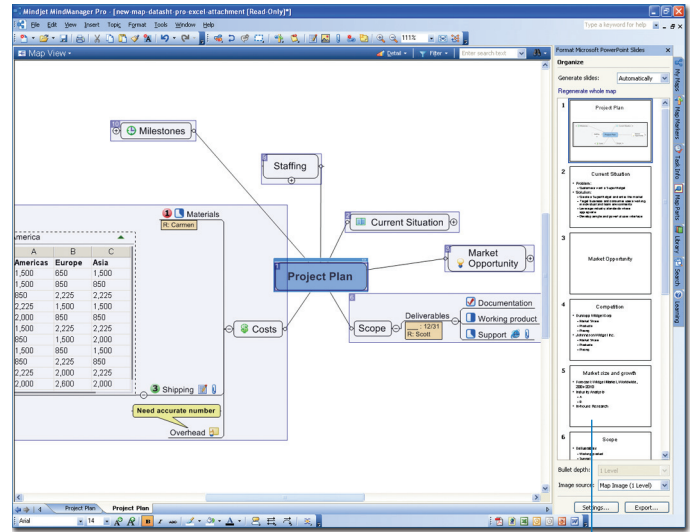 Mindjet MindManager Pro - [new-map-datasht-pro-excel-attachment [Read-Only]*]
File Edit View Insert Topic Format Tools Window Help
Type a keyword for help
111%
Map View
Detail
Filter
Enter search text
Format Microsoft PowerPoint Slides
Organize
Generate slides: Automatically
Regenerate whole map
1
Project Plan
2
Current Situation
3
Market Opportunity
4
Competition
5
Market size and growth
6
Scope
Bullet depth: 1 Level
Image source: Map Image (1 Level)
Settings... Export...
My Maps
Map Markers
Task Info
Map Parts
Library
Search
Learning
Milestones
Staffing
Current Situation
Market
Opportunity
Project Plan
Scope
Deliverables
__ : 12/31
R: Scott
Documentation
Working product
Support
Costs
Materials
R: Carmen
America
A B C
Americas Europe Asia
1,500 850 1,500
1,500 850 1,500
850 2,225 2,225
2,225 1,500 1,500
2,000 850 850
1,500 2,225 2,225
850 1,500 2,000
1,500 850 1,500
850 2,225 2,225
2,225 2,000 2,000
2,000 2,600 2,000
Shipping
Need accurate number
Overhead
Project Plan Project Plan
Arial 14